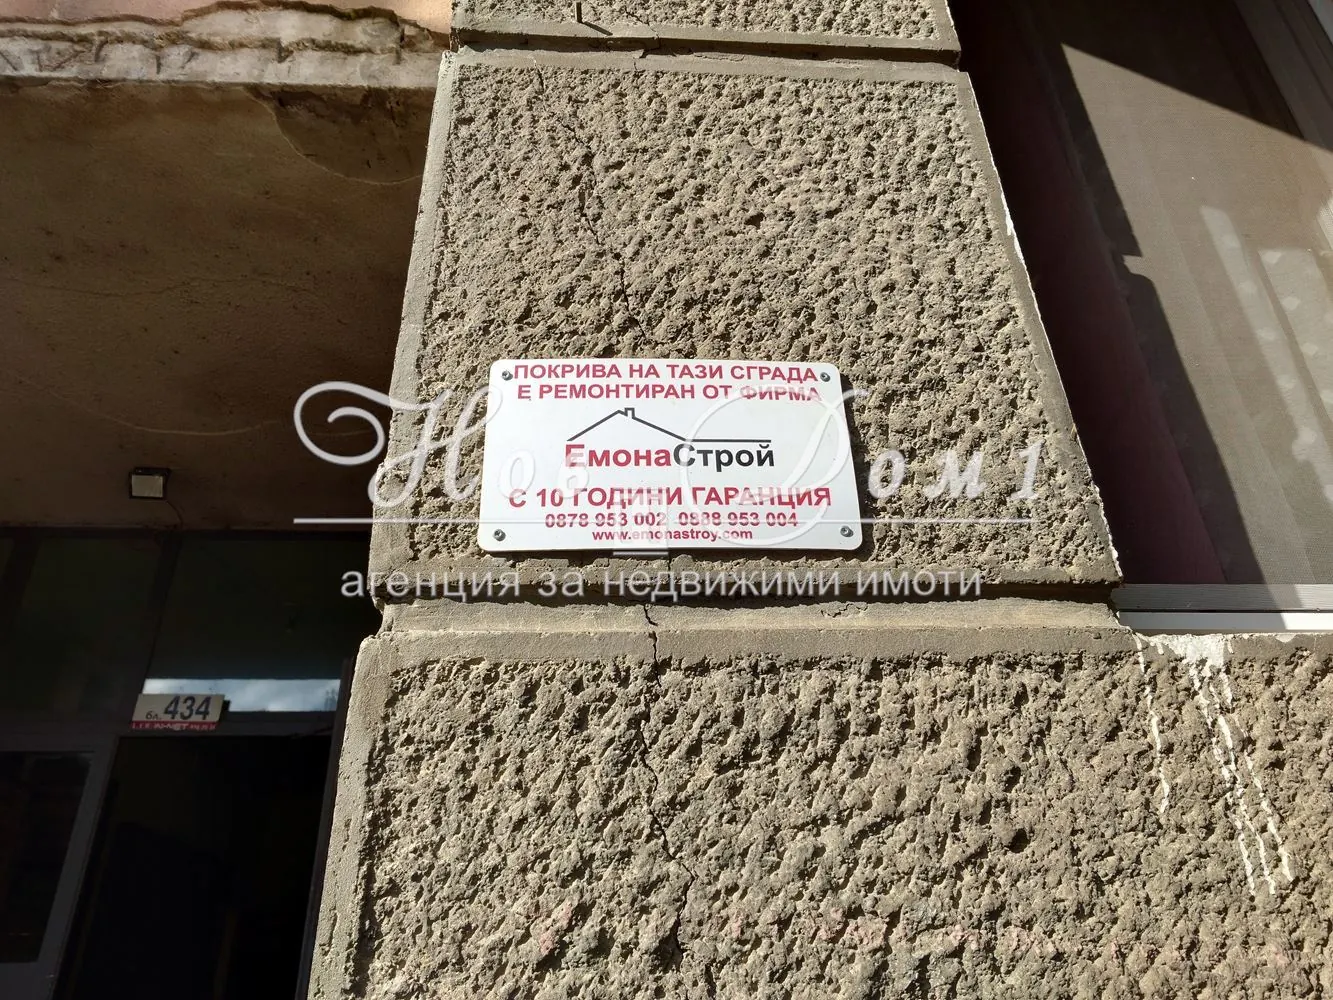 ПОКРИВА НА ТАЗИ СГРАДА
Е РЕМОНТИРАН ОТ ФИРМА
ЕмонаСтрой
С 10 ГОДИНИ ГАРАНЦИЯ
0878 953 002 0888 953 004
www.emonastroy.com
Нов Дом 1
агенция за недвижими имоти
бл. 434